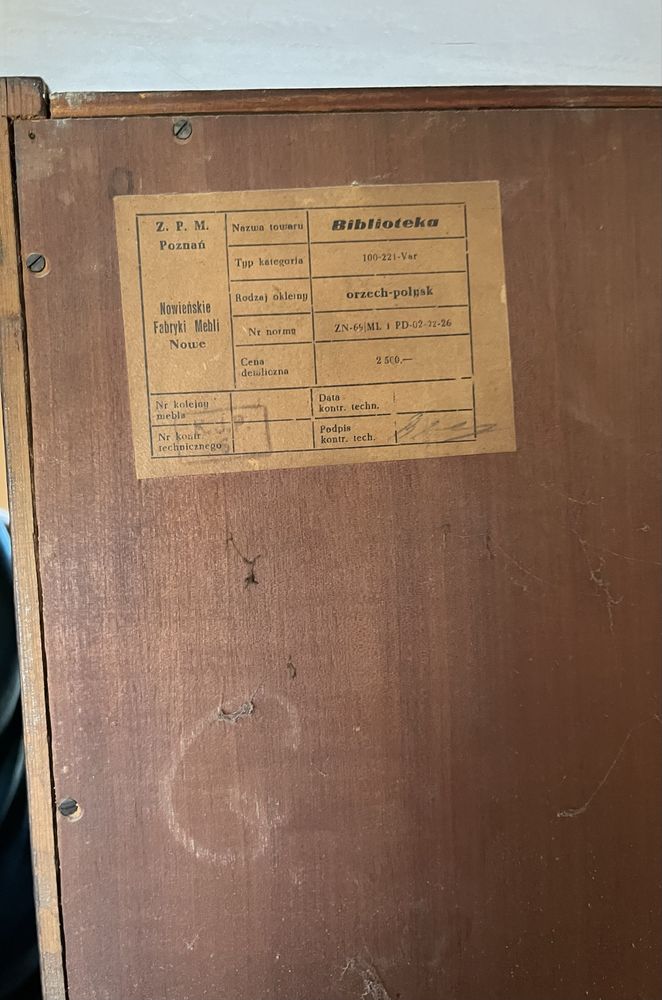 Z. P. M.
Poznań
Nowieńskie
Fabryki Mebli
Nowe
Nazwa towaru
Biblioteka
Typ kategoria
100-221-Var
Rodzaj okleiny
orzech-połysk
Nr normy
ZN-69/ML i PD-02-22-26
Cena
detaliczna
2 500,—
Nr kolejny
mebla
Data
kontr. techn.
Nr kontr.
technicznego
Podpis
kontr. tech.